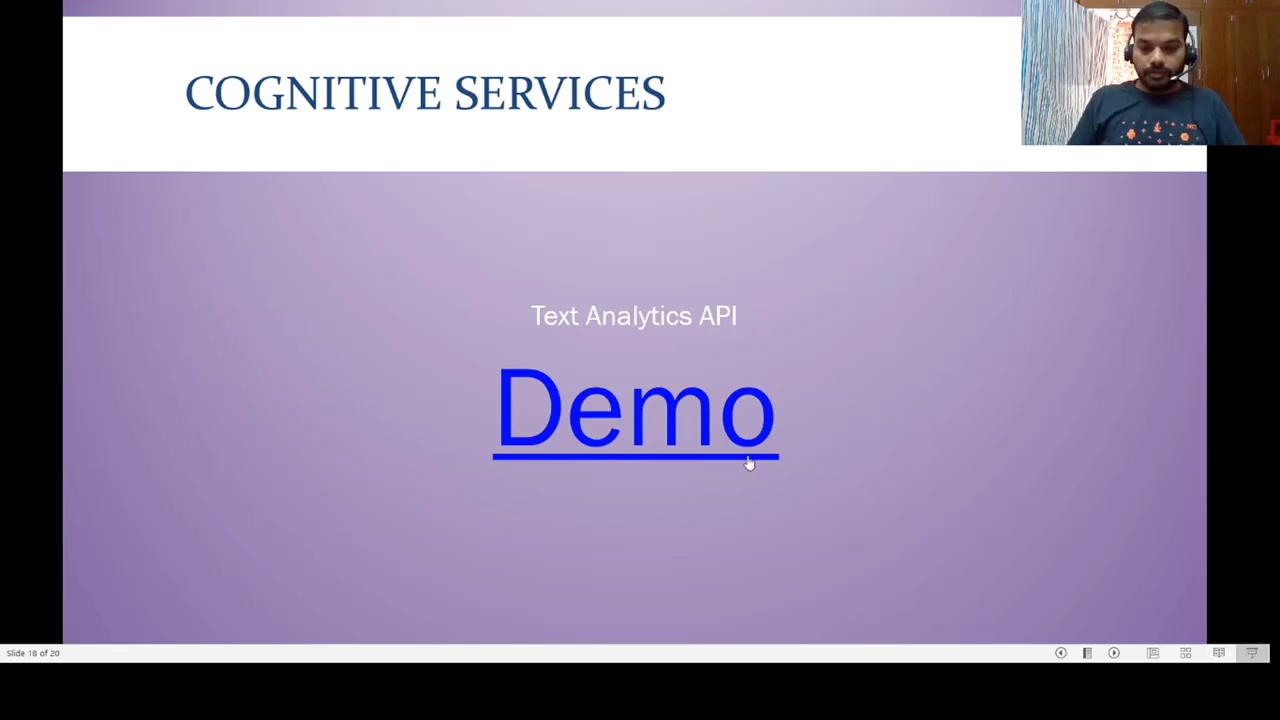 COGNITIVE SERVICES
Text Analytics API
Demo
Slide 18 of 20